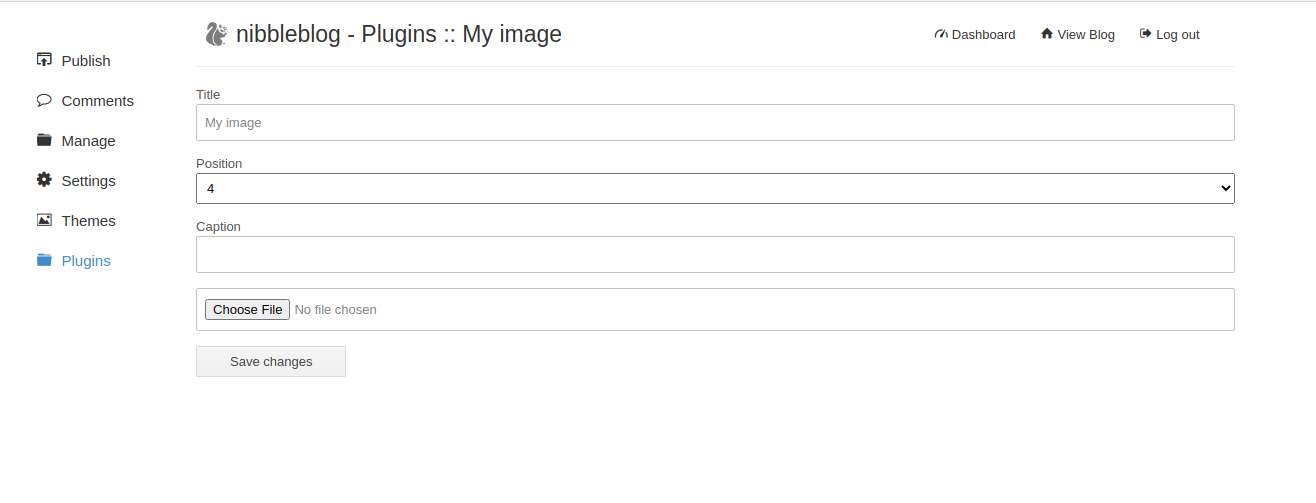 nibbleblog - Plugins :: My image
Dashboard View Blog Log out
Publish
Comments
Manage
Settings
Themes
Plugins
Title
My image
Position
4
Caption
Choose File No file chosen
Save changes